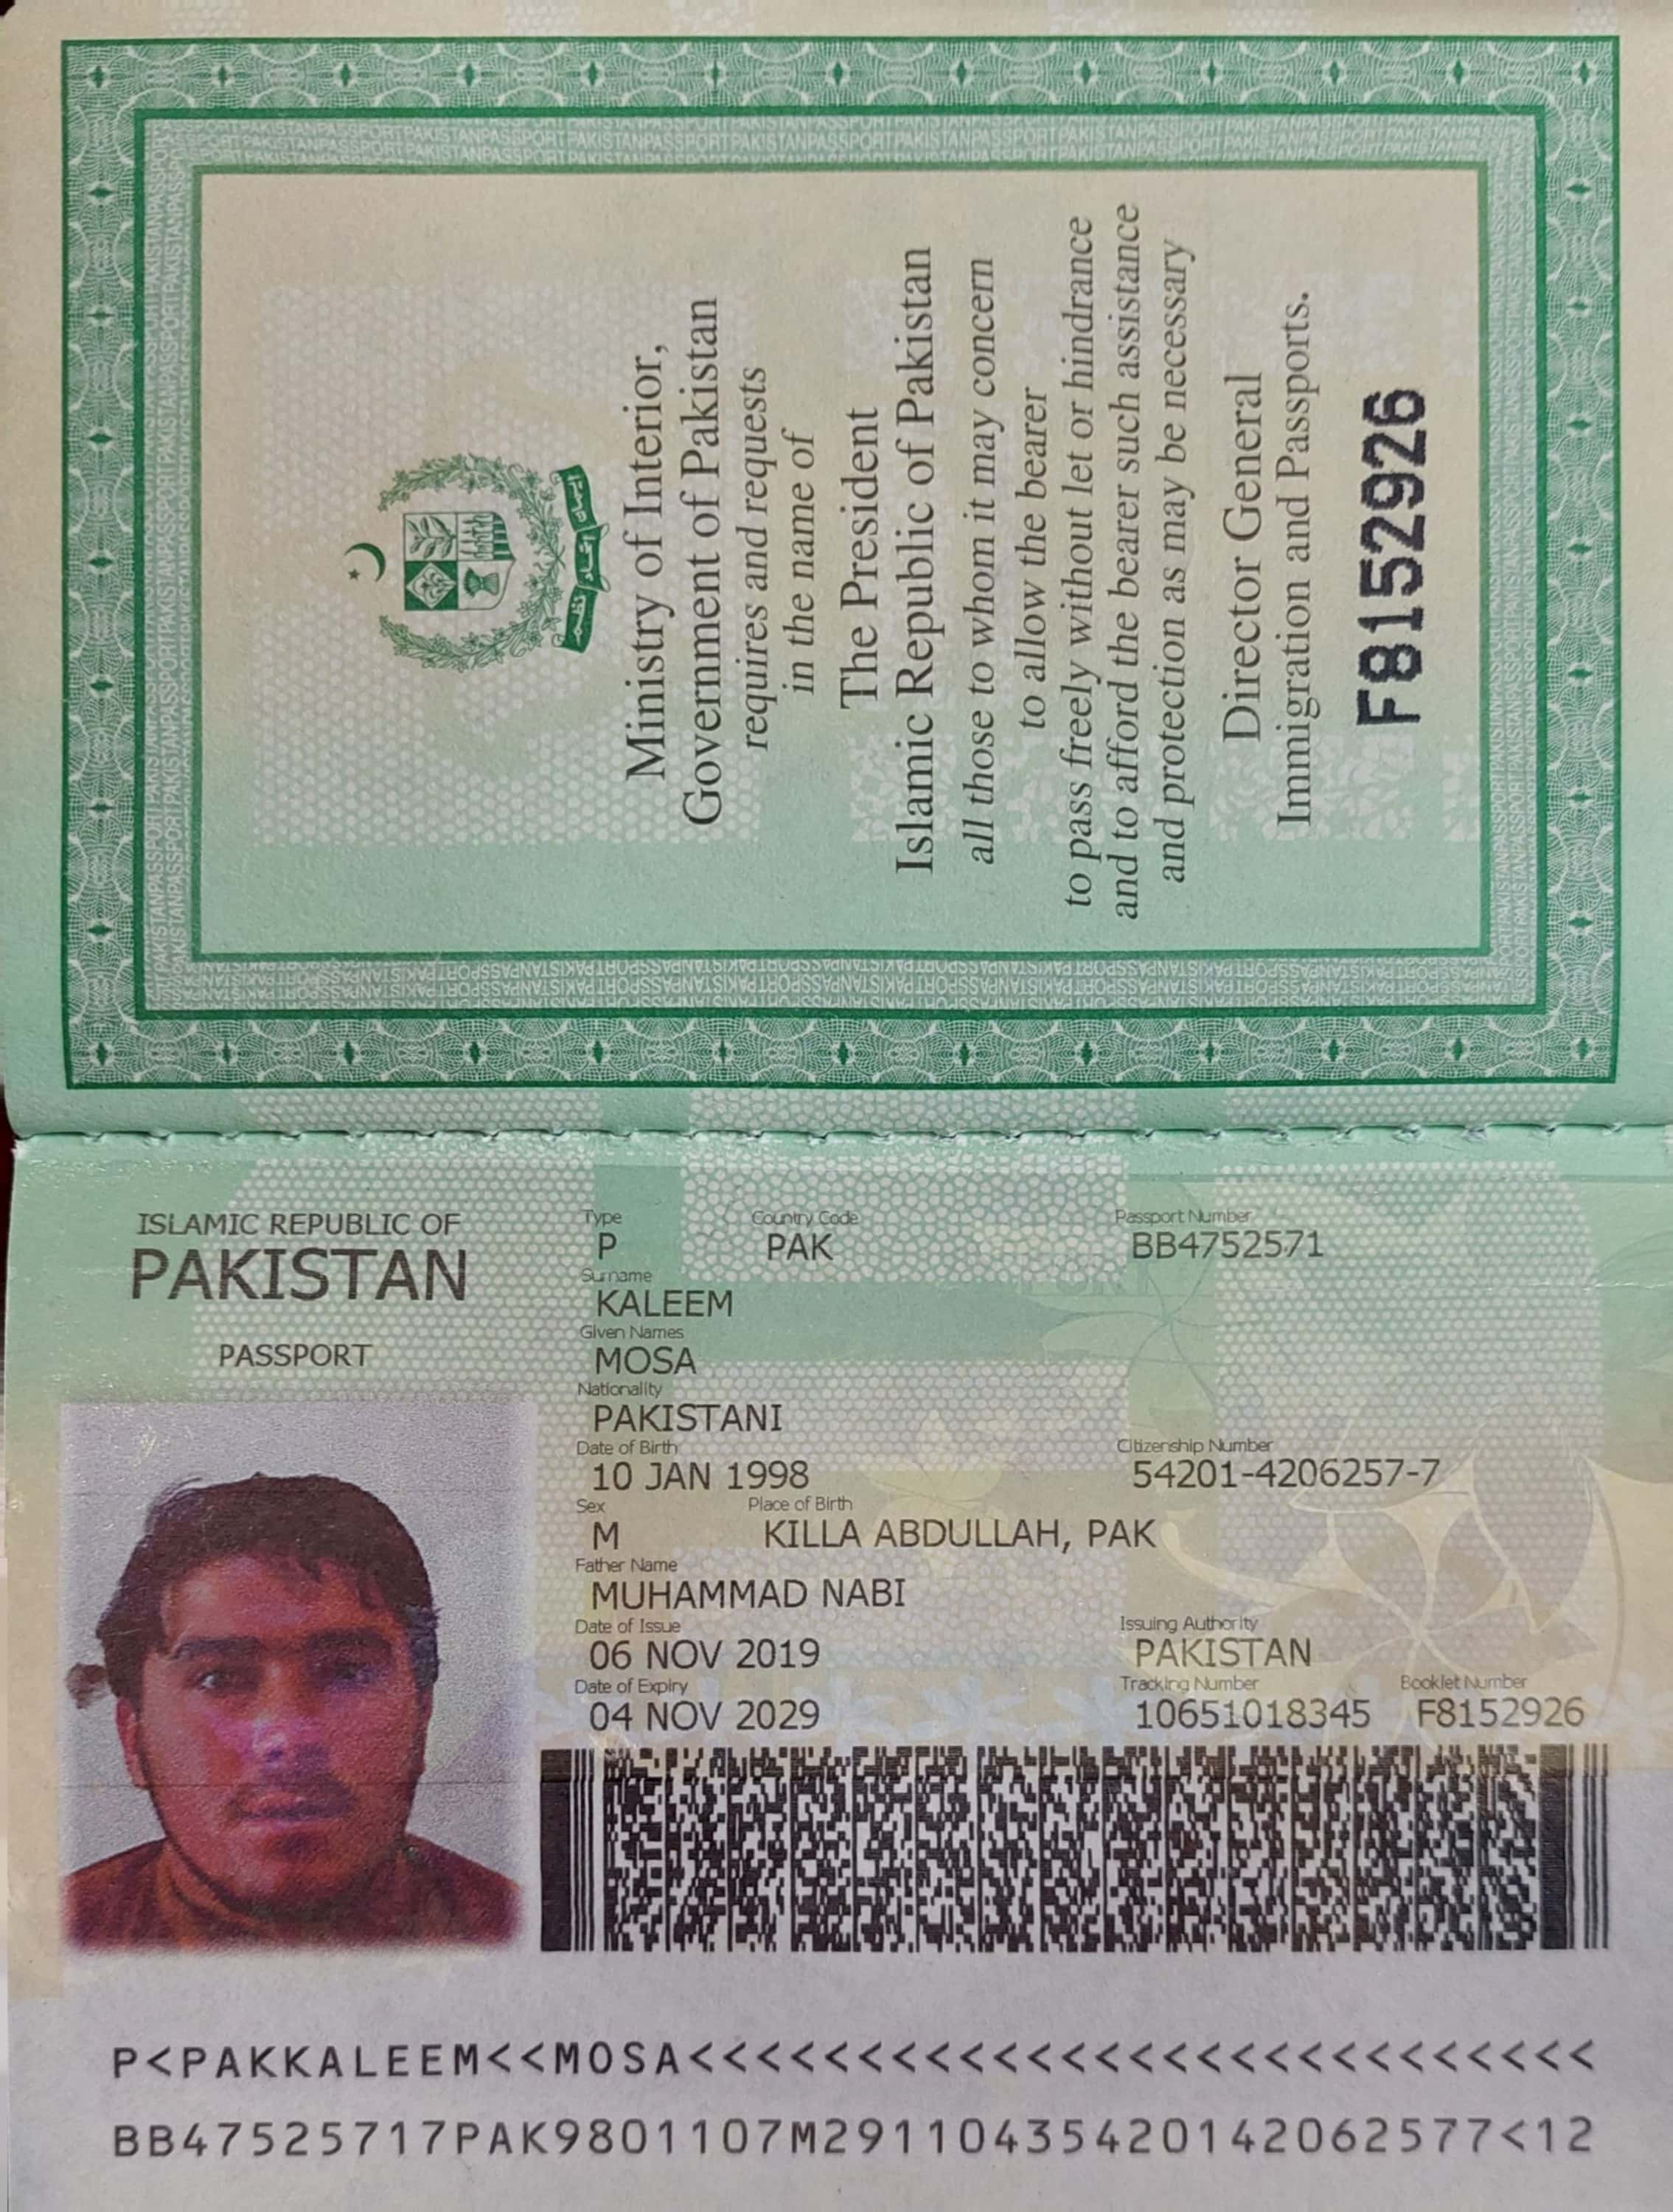 ایمان اتحاد نظم
Ministry of Interior,
Government of Pakistan
requires and requests
in the name of
The President
Islamic Republic of Pakistan
all those to whom it may concern
to allow the bearer
to pass freely without let or hindrance
and to afford the bearer such assistance
and protection as may be necessary
Director General
Immigration and Passports.
F8152926
ISLAMIC REPUBLIC OF
PAKISTAN
PASSPORT
Type Country Code Passport Number
P PAK BB4752571
Surname
KALEEM
Given Names
MOSA
Nationality
PAKISTANI
Date of Birth Citizenship Number
10 JAN 1998 54201-4206257-7
Sex Place of Birth
M KILLA ABDULLAH, PAK
Father Name
MUHAMMAD NABI
Date of Issue Issuing Authority
06 NOV 2019 PAKISTAN
Date of Expiry Tracking Number Booklet Number
04 NOV 2029 10651018345 F8152926
P<PAKKALEEM<<MOSA<<<<<<<<<<<<<<<<<<<<<<<<<<<
BB47525717PAK9801107M2911043542014206​2577<12